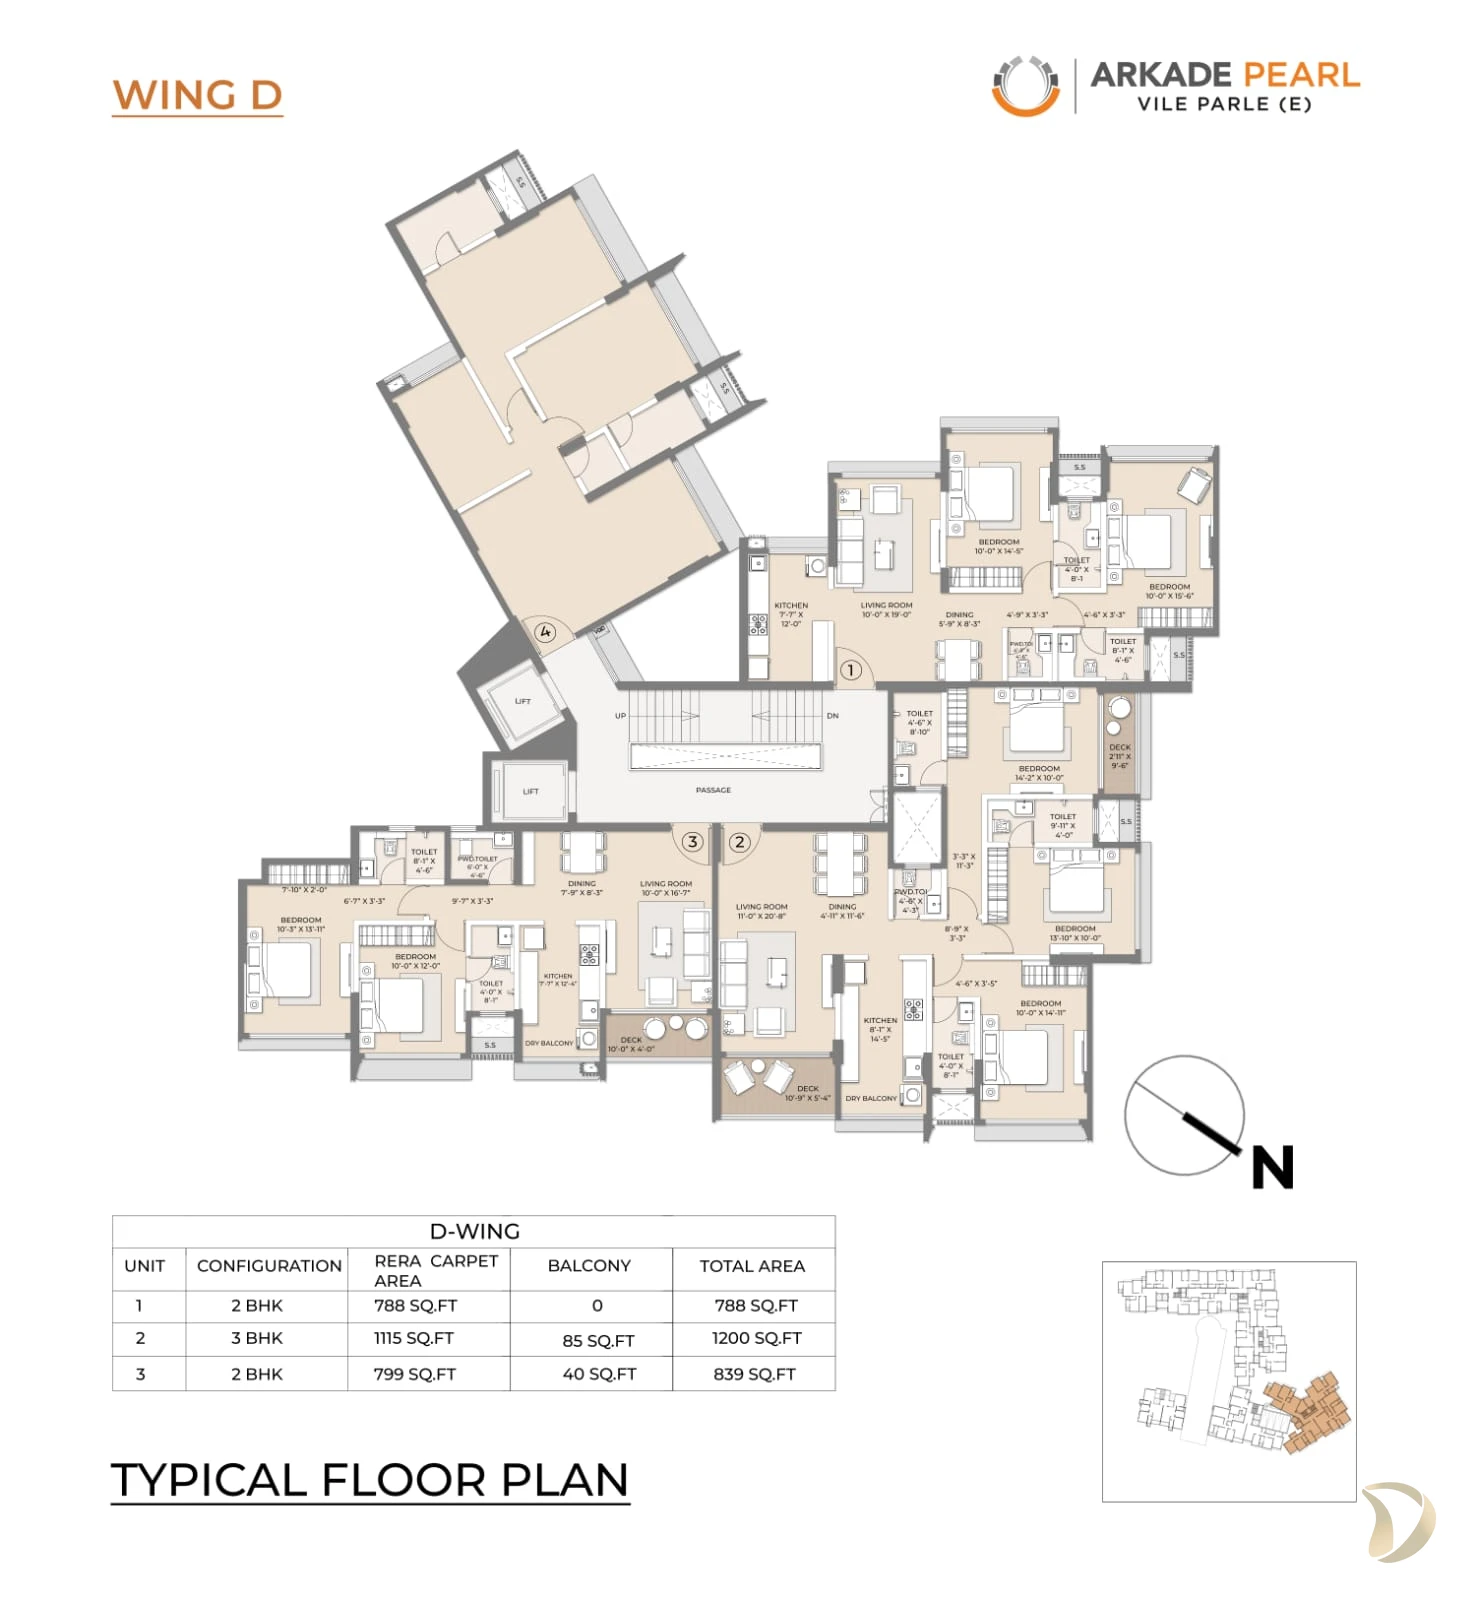 WING D
ARKADE PEARL
VILE PARLE (E)
S.S
S.S
4
LIFT
LIFT
UP
DN
PASSAGE
KITCHEN
7'-7" X
12'-0"
LIVING ROOM
10'-0" X 19'-0"
DINING
5'-9" X 8'-3"
BEDROOM
10'-0" X 14'-5"
S.S
TOILET
4'-0" X
8'-1
BEDROOM
10'-0" X 15'-6"
4'-9" X 3'-3"
4'-6" X 3'-3"
TOILET
8'-1" X
4'-6"
S.S
1
TOILET
4'-6" X
8'-10"
BEDROOM
14'-2" X 10'-0"
DECK
2'11" X
9'-6"
TOILET
9'-11" X
4'-0"
S.S
3'-3" X
11'-3"
PWD.TOI
4'-6" X
4'-3"
BEDROOM
13'-10" X 10'-0"
8'-9" X
3'-3"
4'-6" X 3'-5"
BEDROOM
10'-0" X 14'-11"
TOILET
4'-0" X
8'-1"
KITCHEN
8'-1" X
14'-5"
DRY BALCONY
2
LIVING ROOM
11'-0" X 20'-8"
DINING
4'-11" X 11'-6"
DECK
10'-9" X 5'-4"
3
LIVING ROOM
10'-0" X 16'-7"
DINING
7'-9" X 8'-3"
TOILET
8'-1" X
4'-6"
PWD.TOILET
6'-0" X
4'-6"
7'-10" X 2'-0"
6'-7" X 3'-3"
9'-7" X 3'-3"
BEDROOM
10'-3" X 13'-11"
BEDROOM
10'-0" X 12'-0"
TOILET
4'-0" X
8'-1"
S.S
KITCHEN
7'-7" X 12'-4"
DRY BALCONY
DECK
10'-0" X 4'-0"
N
D-WING
UNIT CONFIGURATION RERA CARPET AREA BALCONY TOTAL AREA
1 2 BHK 788 SQ.FT 0 788 SQ.FT
2 3 BHK 1115 SQ.FT 85 SQ.FT 1200 SQ.FT
3 2 BHK 799 SQ.FT 40 SQ.FT 839 SQ.FT
TYPICAL FLOOR PLAN